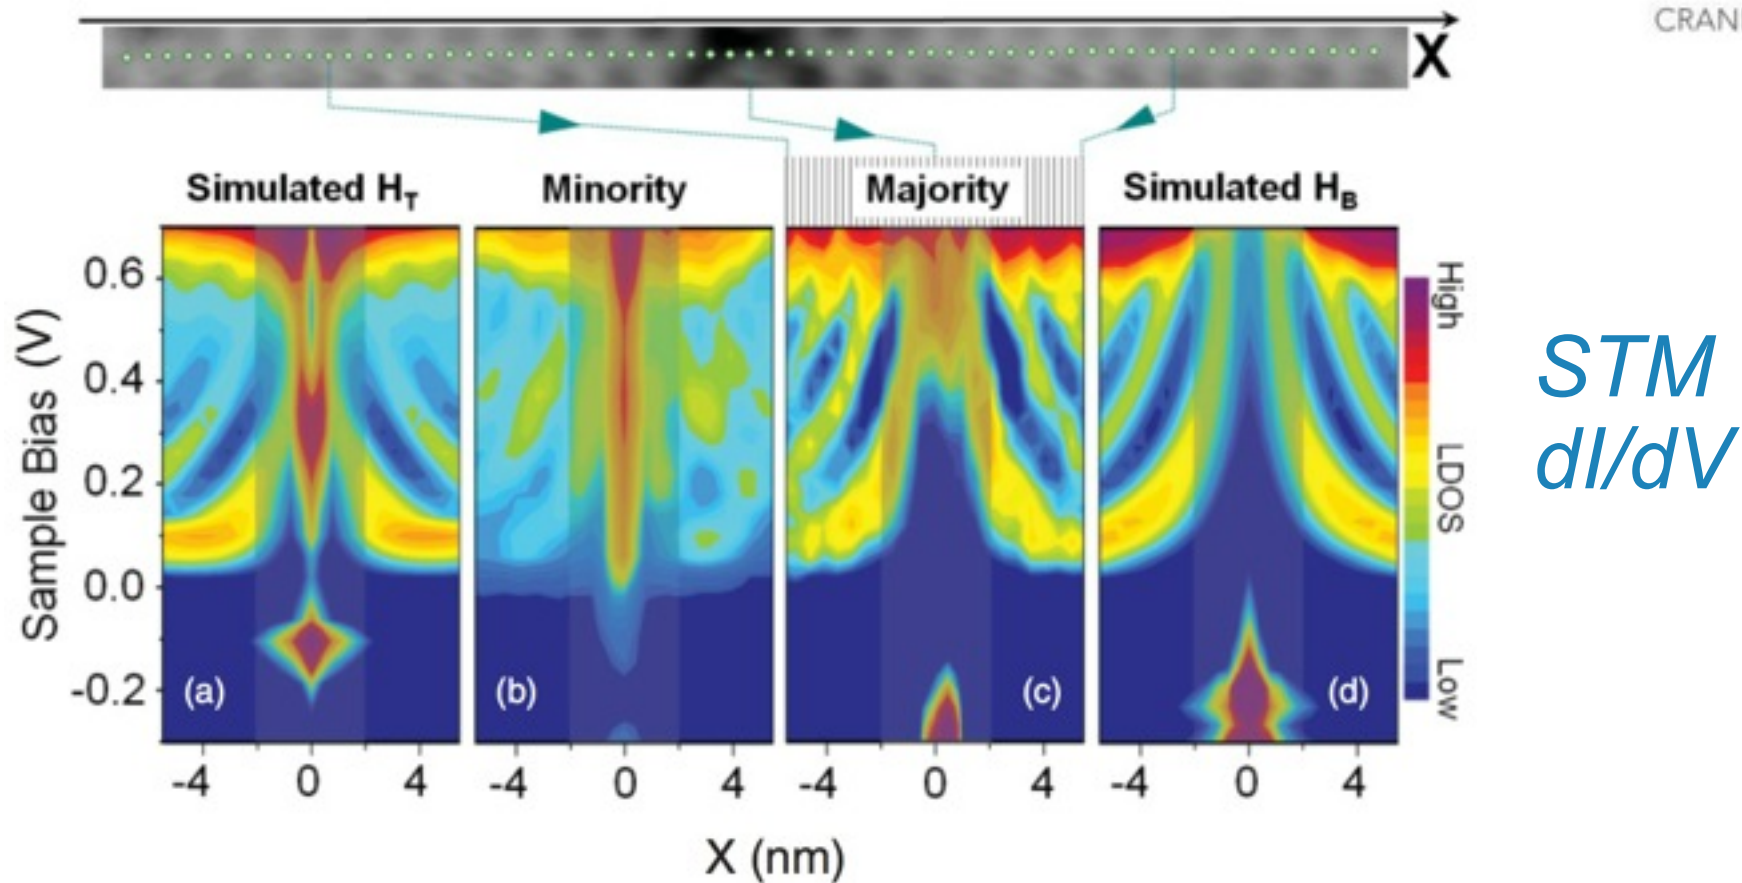 CRAN
X
Simulated H_T
Minority
Majority
Simulated H_B
Sample Bias (V)
0.6
0.4
0.2
0.0
-0.2
(a)
(b)
(c)
(d)
High
LDOS
Low
-4 0 4
-4 0 4
-4 0 4
-4 0 4
X (nm)
STM
dI/dV